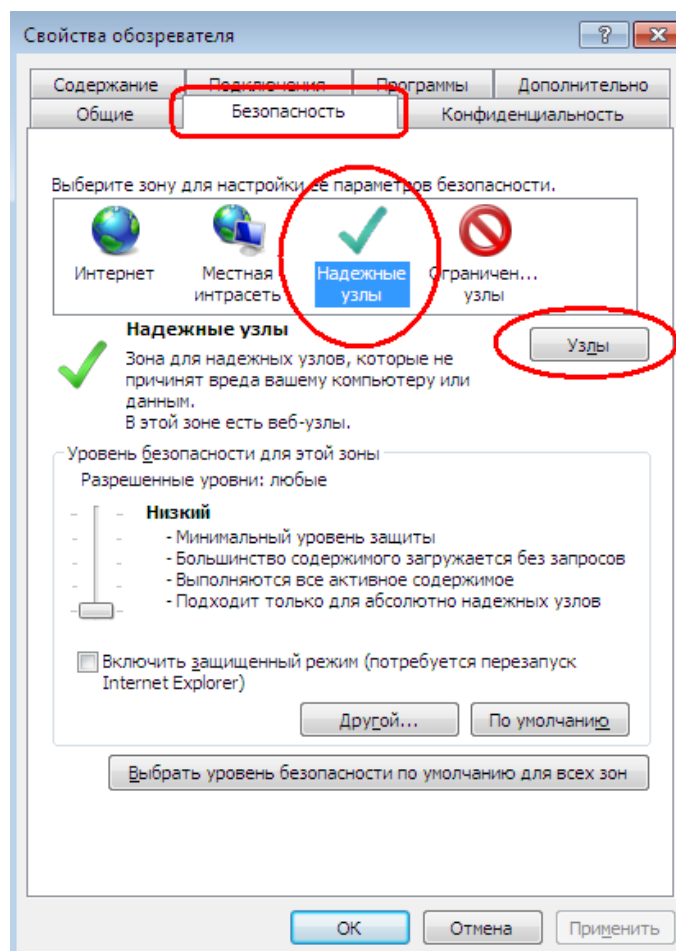 Свойства обозревателя
Содержание Подключения Программы Дополнительно
Общие Безопасность Конфиденциальность
Выберите зону для настройки ее параметров безопасности.
Интернет Местная интрасеть Надежные узлы Ограничен... узлы
Надежные узлы
Узлы
Зона для надежных узлов, которые не
причинят вреда вашему компьютеру или
данным.
В этой зоне есть веб-узлы.
Уровень безопасности для этой зоны
Разрешенные уровни: любые
Низкий
- Минимальный уровень защиты
- Большинство содержимого загружается без запросов
- Выполняются все активное содержимое
- Подходит только для абсолютно надежных узлов
Включить защищенный режим (потребуется перезапуск
Internet Explorer)
Другой... По умолчанию
Выбрать уровень безопасности по умолчанию для всех зон
ОК Отмена Применить